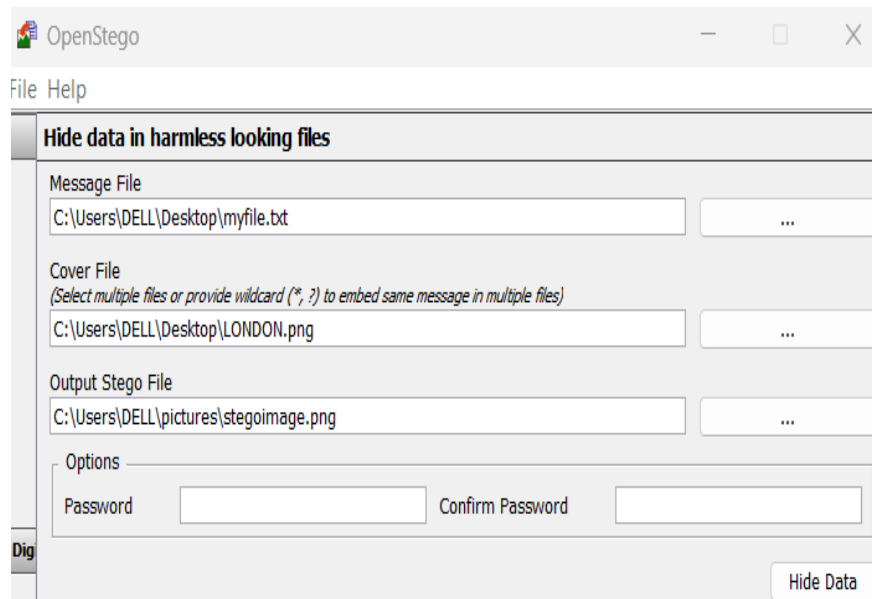 OpenStego
File Help
Hide data in harmless looking files
Message File
C:\Users\DELL\Desktop\myfile.txt
...
Cover File
(Select multiple files or provide wildcard (*, ?) to embed same message in multiple files)
C:\Users\DELL\Desktop\LONDON.png
...
Output Stego File
C:\Users\DELL\pictures\stegoimage.png
...
Options
Password
Confirm Password
Digi
Hide Data